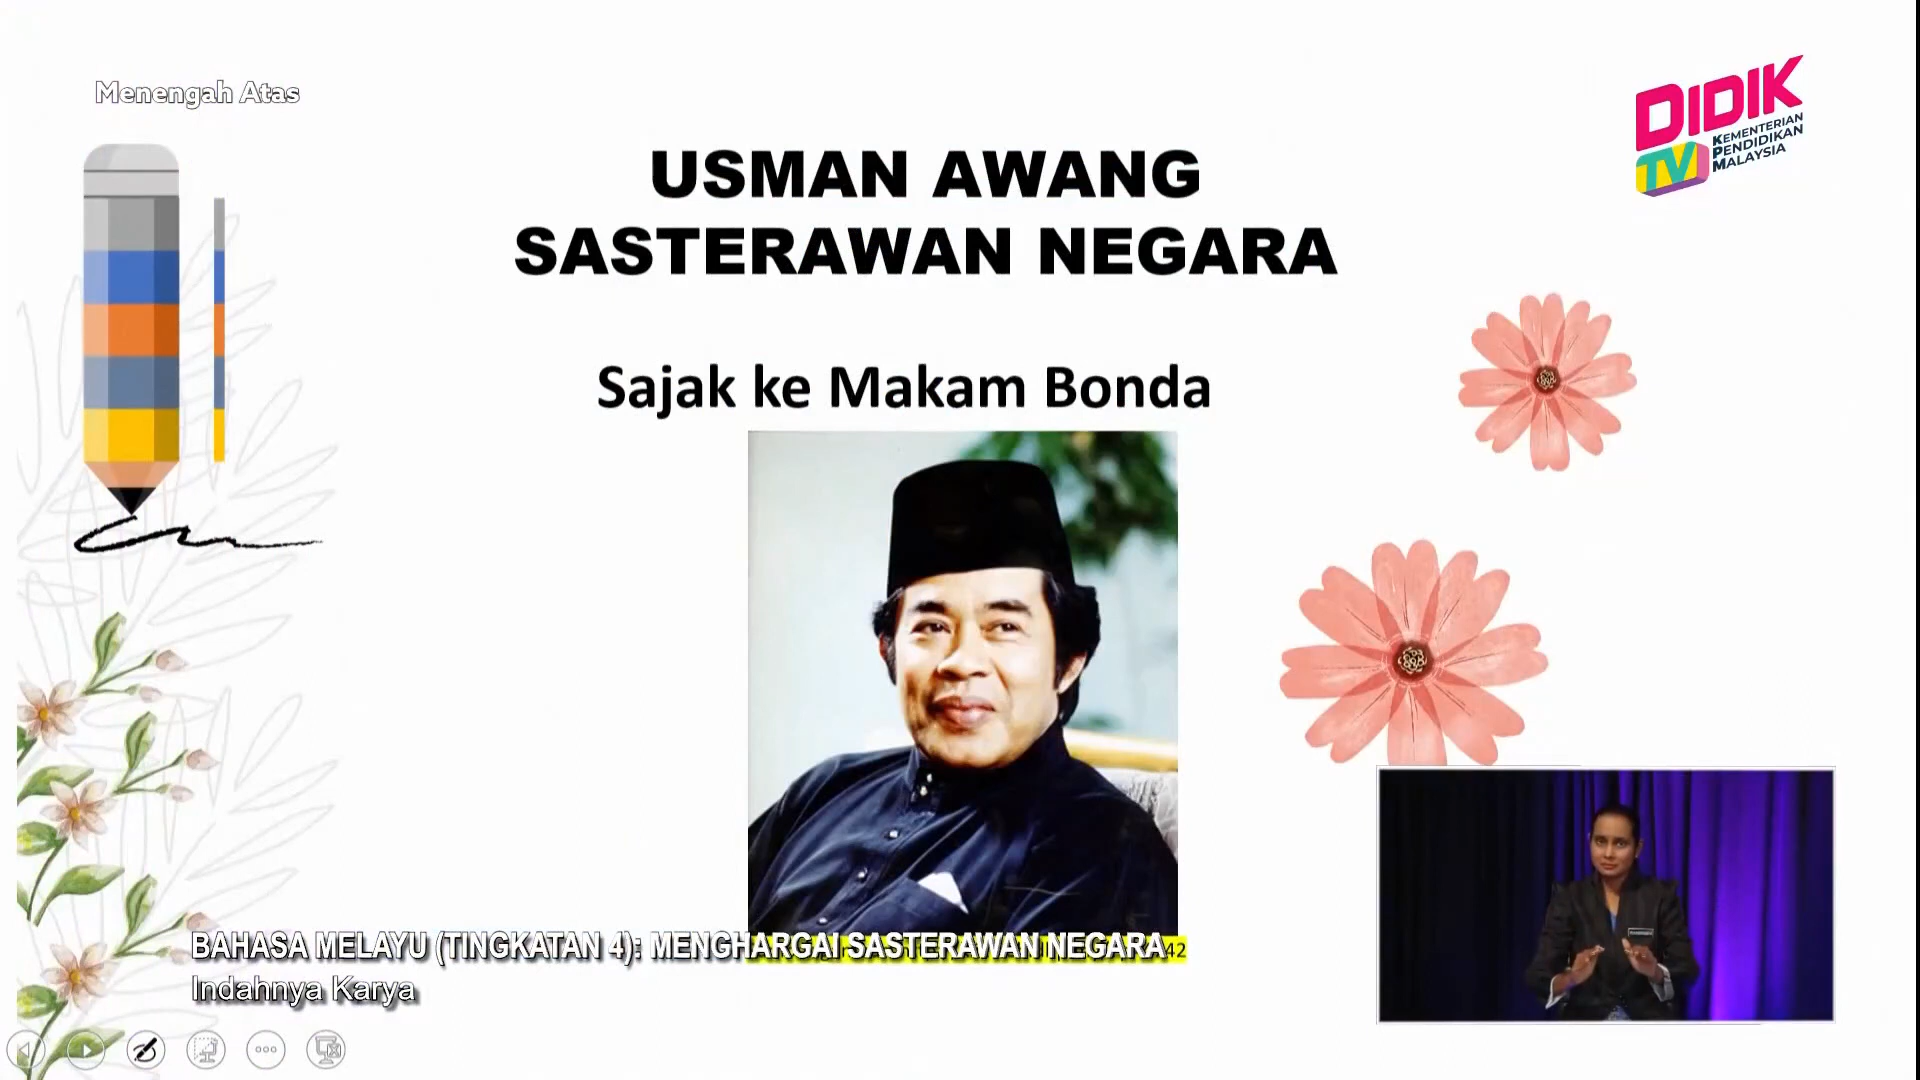 Menengah Atas
DIDIK
TV
KEMENTERIAN
PENDIDIKAN
MALAYSIA
USMAN AWANG
SASTERAWAN NEGARA
Sajak ke Makam Bonda
42
BAHASA MELAYU (TINGKATAN 4): MENGHARGAI SASTERAWAN NEGARA
Indahnya Karya